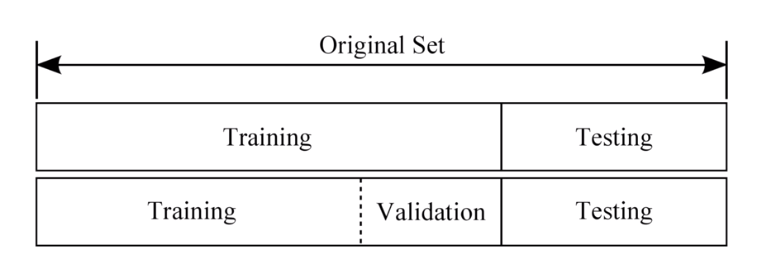 Original Set
Training Testing
Training Validation Testing